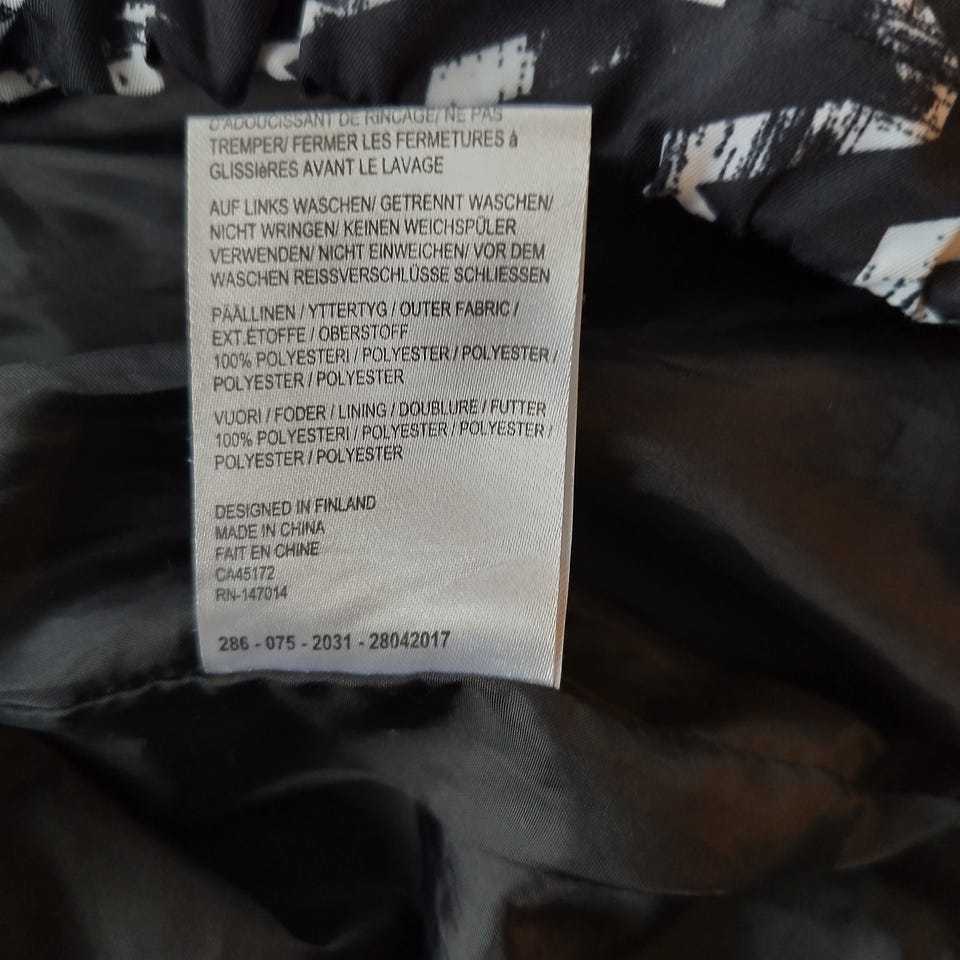 D'ADOUCISSANT DE RINCAGE/ NE PAS
TREMPER/ FERMER LES FERMETURES à
GLISSIèRES AVANT LE LAVAGE
AUF LINKS WASCHEN/ GETRENNT WASCHEN/
NICHT WRINGEN/ KEINEN WEICHSPÜLER
VERWENDEN/ NICHT EINWEICHEN/ VOR DEM
WASCHEN REISSVERSCHLÜSSE SCHLIESSEN
PÄÄLLINEN / YTTERTYG / OUTER FABRIC /
EXT.ÉTOFFE / OBERSTOFF
100% POLYESTERI / POLYESTER / POLYESTER /
POLYESTER / POLYESTER
VUORI / FODER / LINING / DOUBLURE / FUTTER
100% POLYESTERI / POLYESTER / POLYESTER /
POLYESTER / POLYESTER
DESIGNED IN FINLAND
MADE IN CHINA
FAIT EN CHINE
CA45172
RN-147014
286 - 075 - 2031 - 28042017